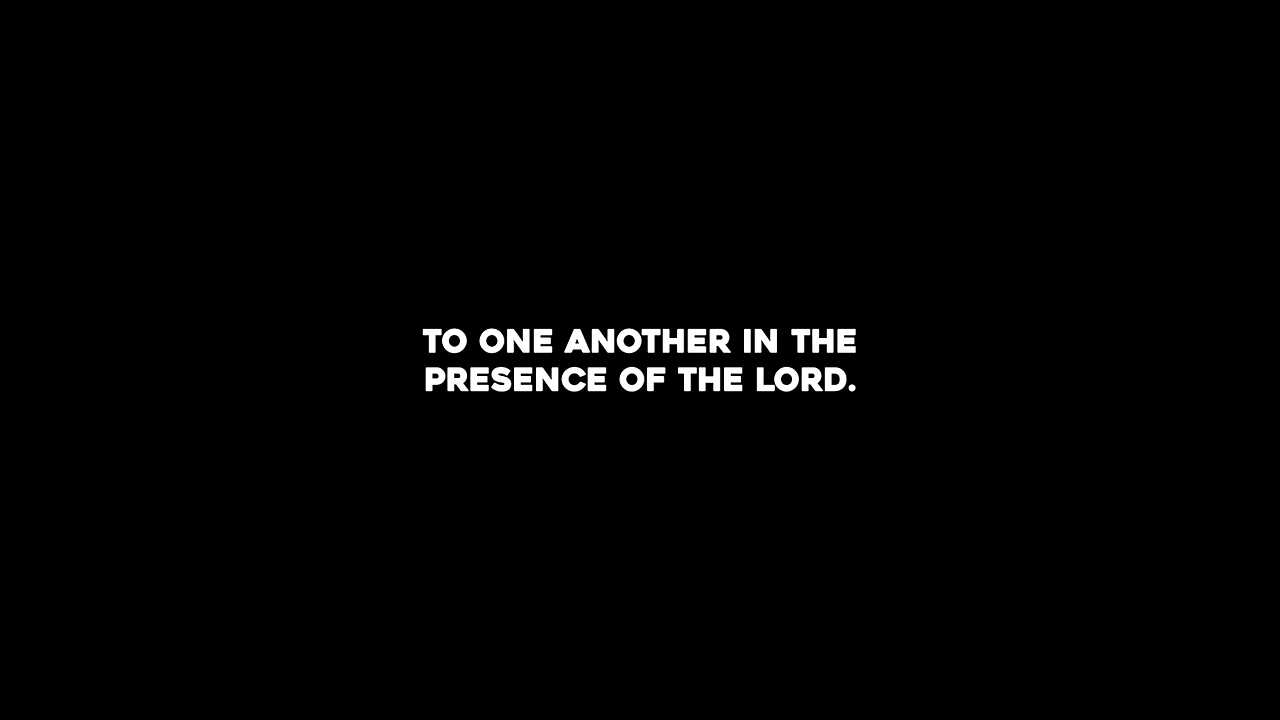 TO ONE ANOTHER IN THE
PRESENCE OF THE LORD.